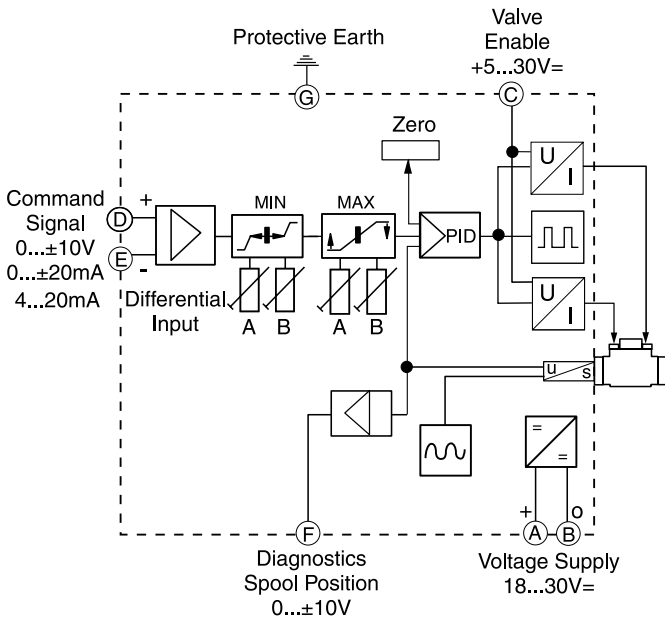 Protective Earth
G
Valve
Enable
+5...30V=
C
Zero
U
I
Command
Signal
0...±10V
0...±20mA
4...20mA
D
+
E
-
MIN
MAX
PID
Differential
Input
A
B
A
B
U
I
u
s
=
=
+
o
F
A
B
Diagnostics
Spool Position
0...±10V
Voltage Supply
18...30V=